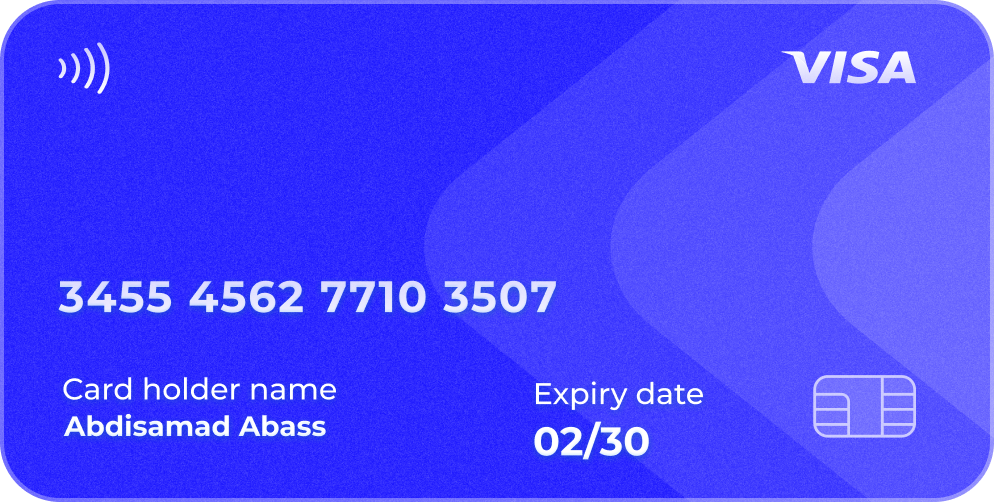 VISA
3455 4562 7710 3507
Card holder name
Abdisamad Abass
Expiry date
02/30